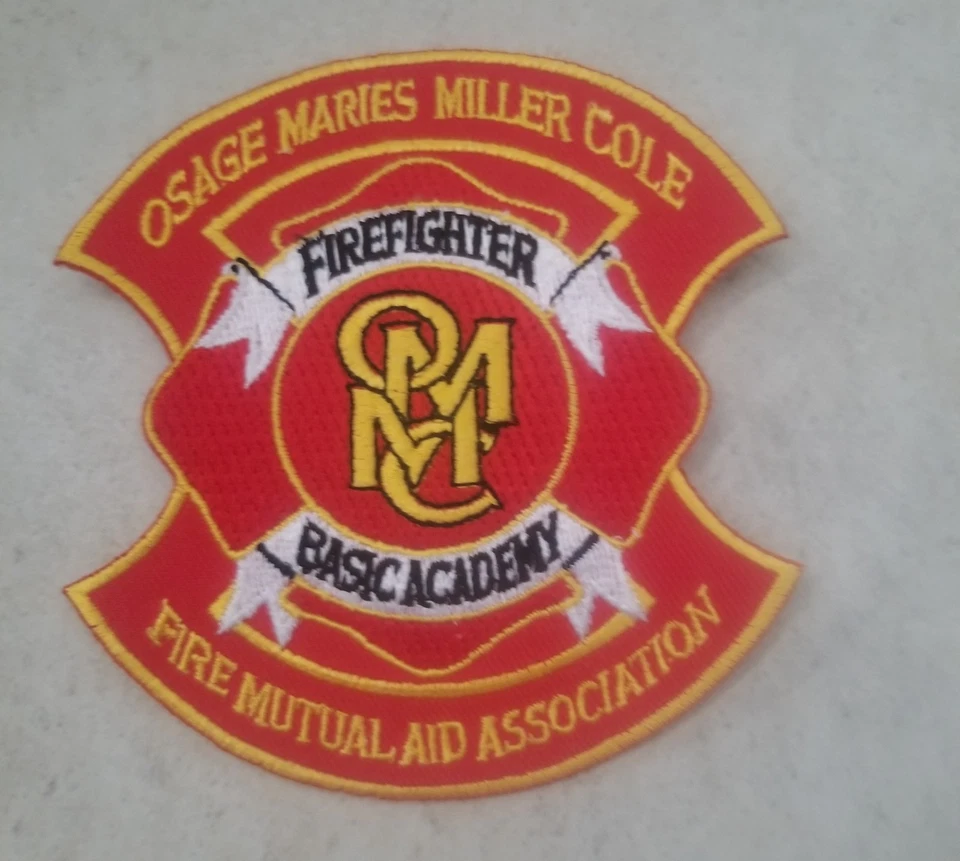 OSAGE MARIES MILLER COLE
FIREFIGHTER
OMMC
BASIC ACADEMY
FIRE MUTUAL AID ASSOCIATION